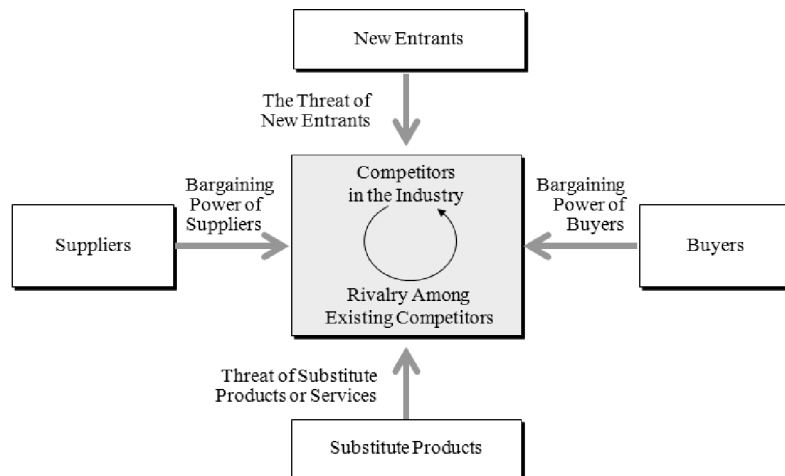 New Entrants
The Threat of
New Entrants
Competitors
in the Industry
Bargaining
Power of
Suppliers
Bargaining
Power of
Buyers
Suppliers
Buyers
Rivalry Among
Existing Competitors
Threat of Substitute
Products or Services
Substitute Products